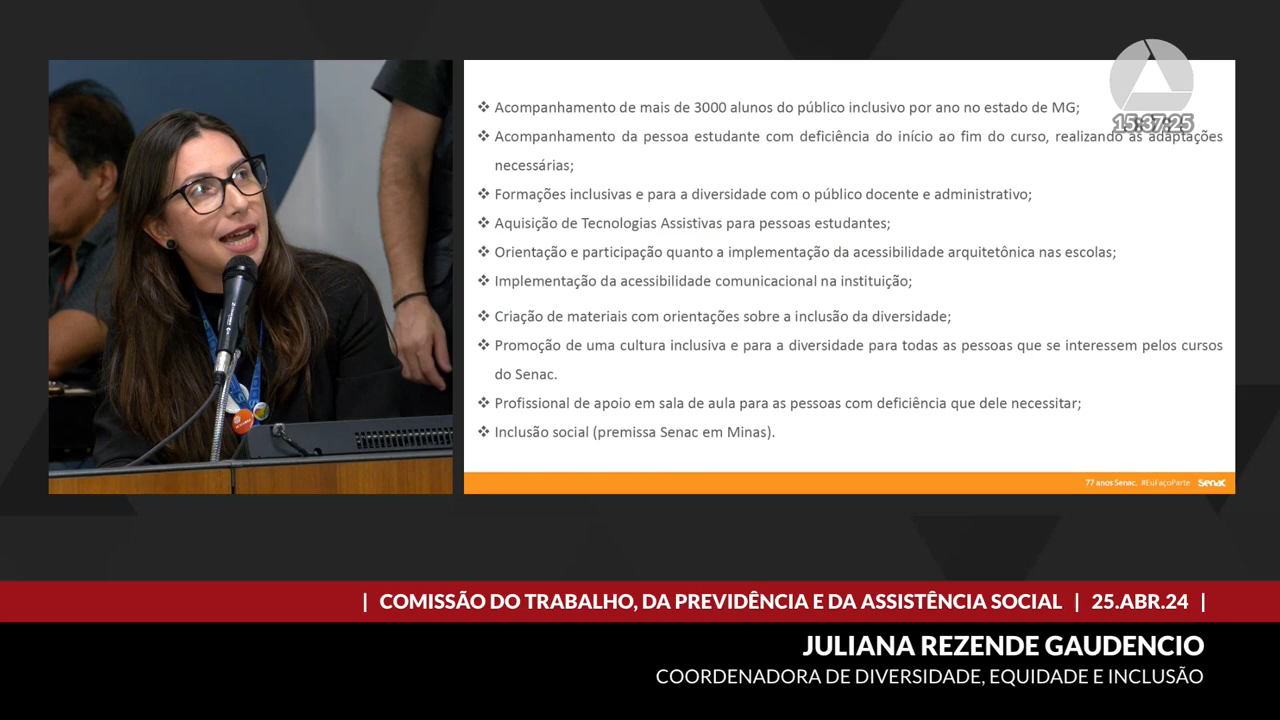 15:37:25
❖ Acompanhamento de mais de 3000 alunos do público inclusivo por ano no estado de MG;
❖ Acompanhamento da pessoa estudante com deficiência do início ao fim do curso, realizando as adaptações
necessárias;
❖ Formações inclusivas e para a diversidade com o público docente e administrativo;
❖ Aquisição de Tecnologias Assistivas para pessoas estudantes;
❖ Orientação e participação quanto a implementação da acessibilidade arquitetônica nas escolas;
❖ Implementação da acessibilidade comunicacional na instituição;
❖ Criação de materiais com orientações sobre a inclusão da diversidade;
❖ Promoção de uma cultura inclusiva e para a diversidade para todas as pessoas que se interessem pelos cursos
do Senac.
❖ Profissional de apoio em sala de aula para as pessoas com deficiência que dele necessitar;
❖ Inclusão social (premissa Senac em Minas).
77 anos Senac. #EuFaçoParte Senac
| COMISSÃO DO TRABALHO, DA PREVIDÊNCIA E DA ASSISTÊNCIA SOCIAL | 25.ABR.24 |
JULIANA REZENDE GAUDENCIO
COORDENADORA DE DIVERSIDADE, EQUIDADE E INCLUSÃO